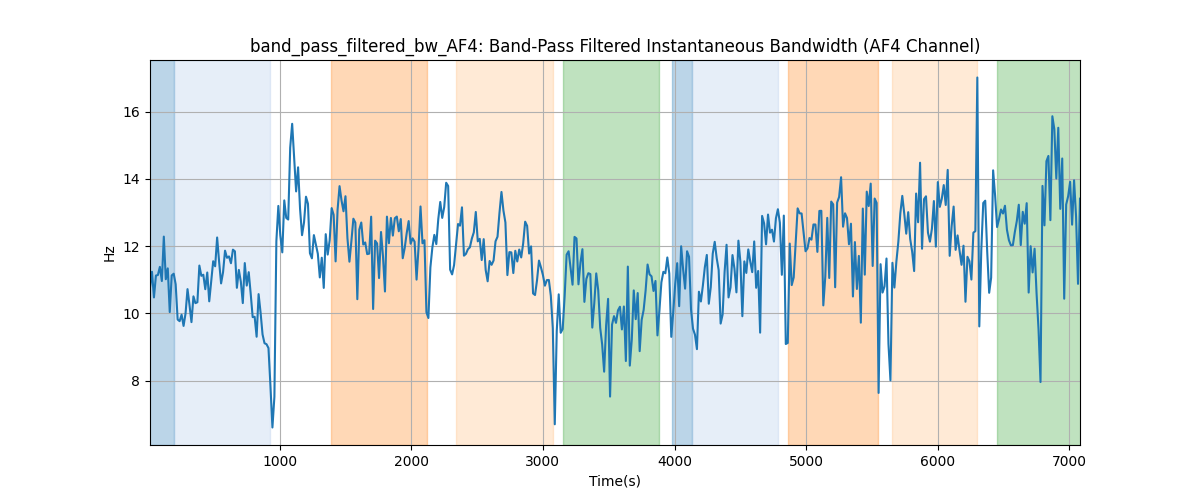 band_pass_filtered_bw_AF4: Band-Pass Filtered Instantaneous Bandwidth (AF4 Channel)
16
14
12
10
8
Hz
1000 2000 3000 4000 5000 6000 7000
Time(s)